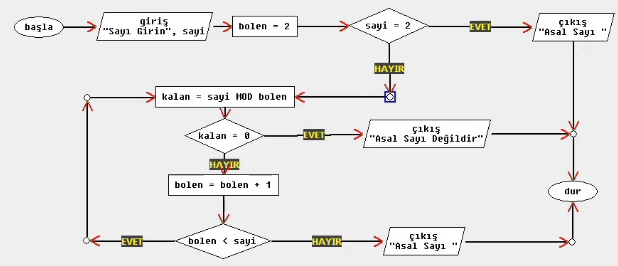 başla
giriş
"Sayı Girin", sayi
bolen = 2
sayi = 2
EVET
çıkış
"Asal Sayı "
HAYIR
kalan = sayi MOD bolen
kalan = 0
EVET
çıkış
"Asal Sayı Değildir"
HAYIR
bolen = bolen + 1
dur
bolen < sayi
EVET
HAYIR
çıkış
"Asal Sayı "